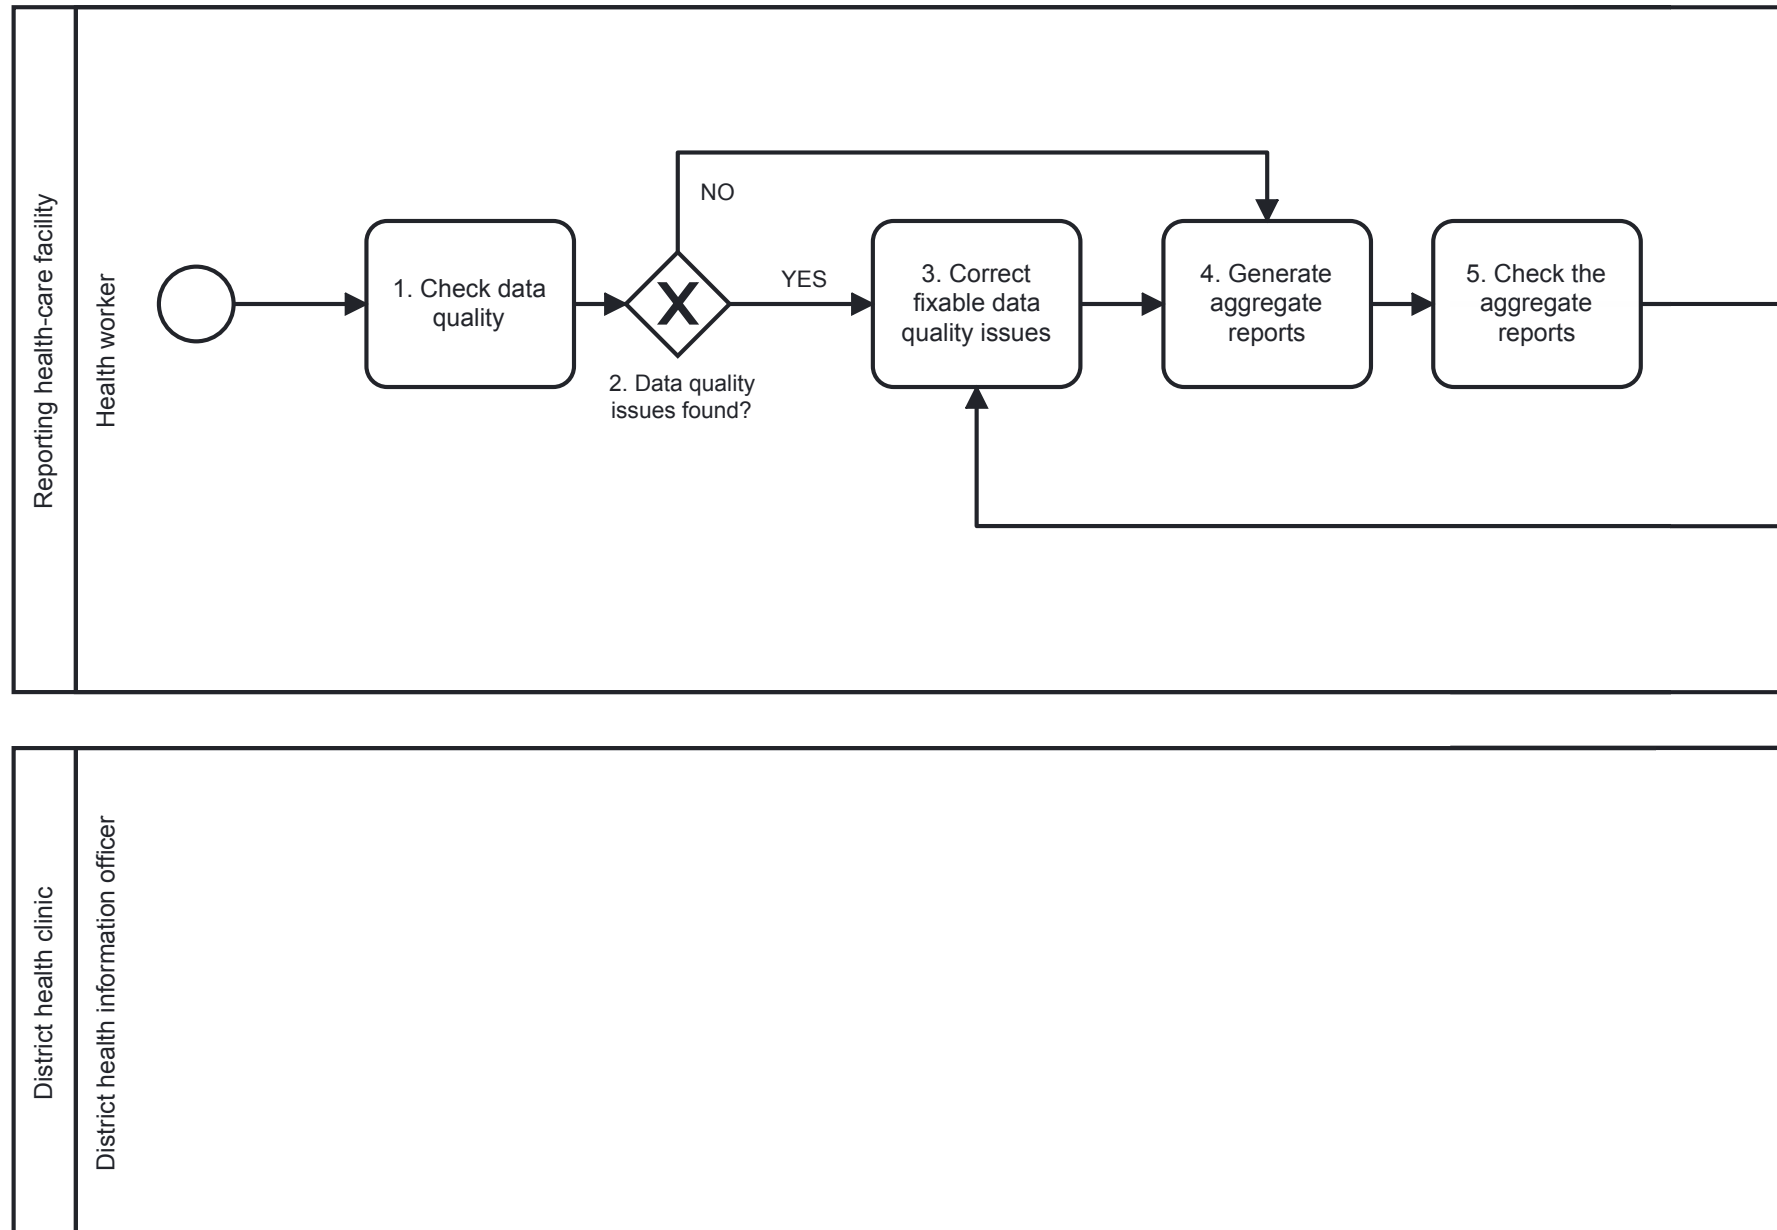 Reporting health-care facility
Health worker
1. Check data
quality
NO
YES
2. Data quality
issues found?
3. Correct
fixable data
quality issues
4. Generate
aggregate
reports
5. Check the
aggregate
reports
District health clinic
District health information officer